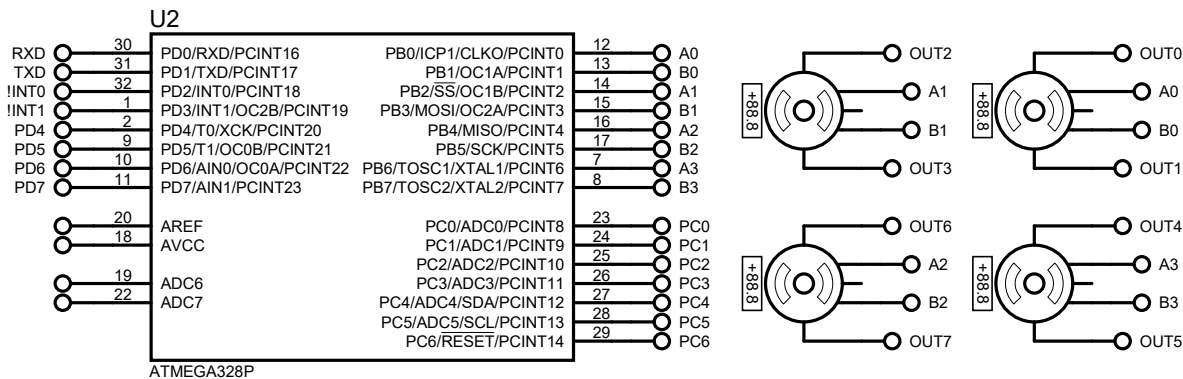 U2
RXD 30 PD0/RXD/PCINT16 PB0/ICP1/CLKO/PCINT0 12 A0
TXD 31 PD1/TXD/PCINT17 PB1/OC1A/PCINT1 13 B0
!INT0 32 PD2/INT0/PCINT18 PB2/SS/OC1B/PCINT2 14 A1
!INT1 1 PD3/INT1/OC2B/PCINT19 PB3/MOSI/OC2A/PCINT3 15 B1
PD4 2 PD4/T0/XCK/PCINT20 PB4/MISO/PCINT4 16 A2
PD5 9 PD5/T1/OC0B/PCINT21 PB5/SCK/PCINT5 17 B2
PD6 10 PD6/AIN0/OC0A/PCINT22 PB6/TOSC1/XTAL1/PCINT6 7 A3
PD7 11 PD7/AIN1/PCINT23 PB7/TOSC2/XTAL2/PCINT7 8 B3
20 AREF PC0/ADC0/PCINT8 23 PC0
18 AVCC PC1/ADC1/PCINT9 24 PC1
PC2/ADC2/PCINT10 25 PC2
19 ADC6 PC3/ADC3/PCINT11 26 PC3
22 ADC7 PC4/ADC4/SDA/PCINT12 27 PC4
PC5/ADC5/SCL/PCINT13 28 PC5
PC6/RESET/PCINT14 29 PC6
ATMEGA328P
OUT2
+88.8
A1
B1
OUT3
OUT0
+88.8
A0
B0
OUT1
OUT6
+88.8
A2
B2
OUT7
OUT4
+88.8
A3
B3
OUT5